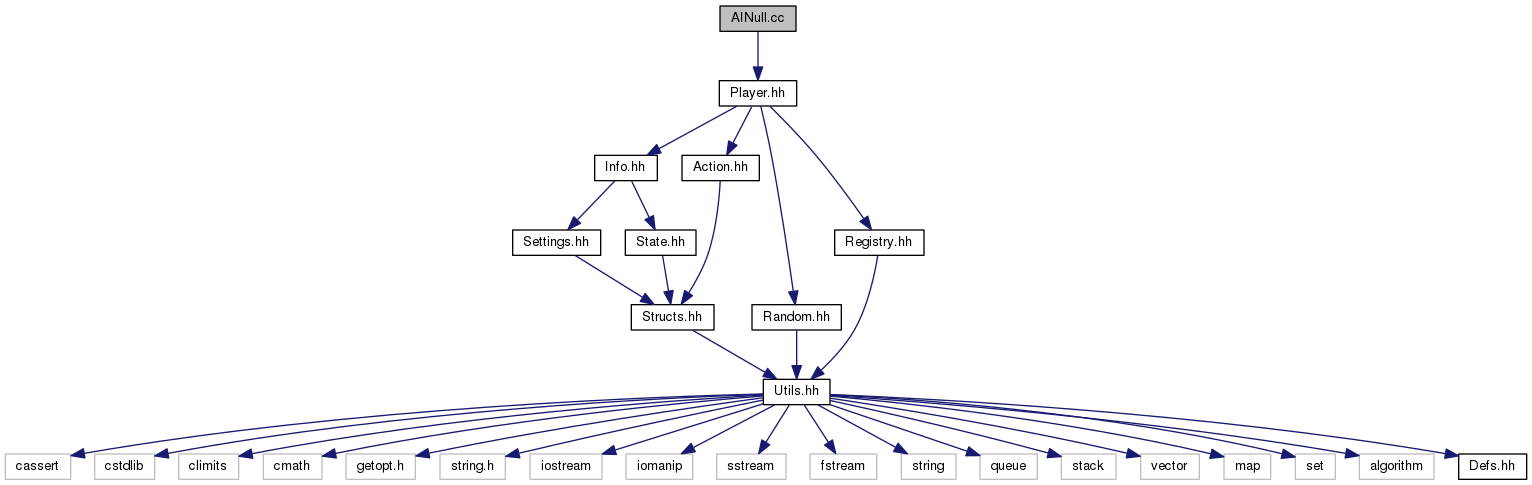 AINull.cc
Player.hh
Info.hh
Action.hh
Settings.hh
State.hh
Registry.hh
Structs.hh
Random.hh
Utils.hh
cassert
cstdlib
climits
cmath
getopt.h
string.h
iostream
iomanip
sstream
fstream
string
queue
stack
vector
map
set
algorithm
Defs.hh